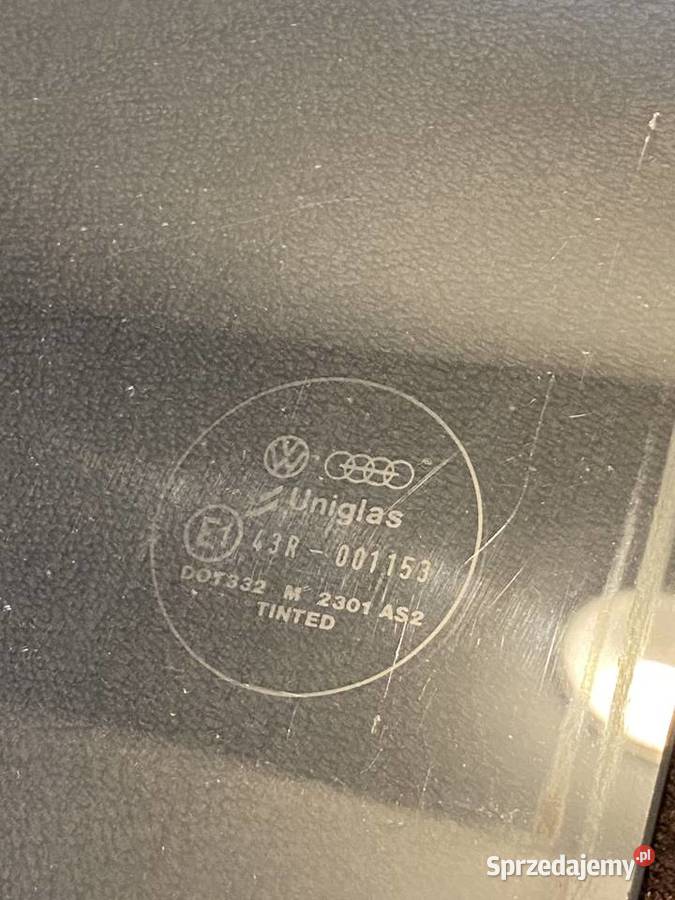 Uniglas
E1 43R - 001153
DOT332 M 2301 AS2
TINTED
Sprzedajemy.pl